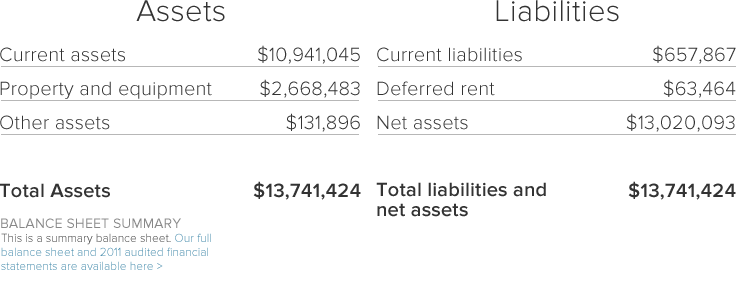 Assets
Current assets $10,941,045
Property and equipment $2,668,483
Other assets $131,896
Total Assets $13,741,424
BALANCE SHEET SUMMARY
This is a summary balance sheet. Our full
balance sheet and 2011 audited financial
statements are available here >
Liabilities
Current liabilities $657,867
Deferred rent $63,464
Net assets $13,020,093
Total liabilities and $13,741,424
net assets